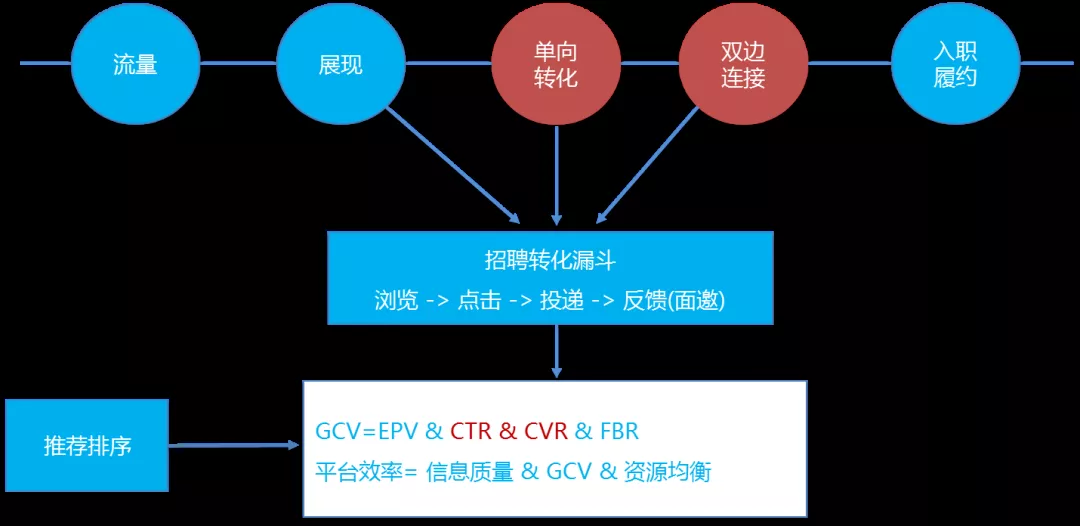 流量
展现
单向
转化
双边
连接
入职
履约
招聘转化漏斗
浏览 -> 点击 -> 投递 -> 反馈(面邀)
推荐排序
GCV=EPV & CTR & CVR & FBR
平台效率= 信息质量 & GCV & 资源均衡